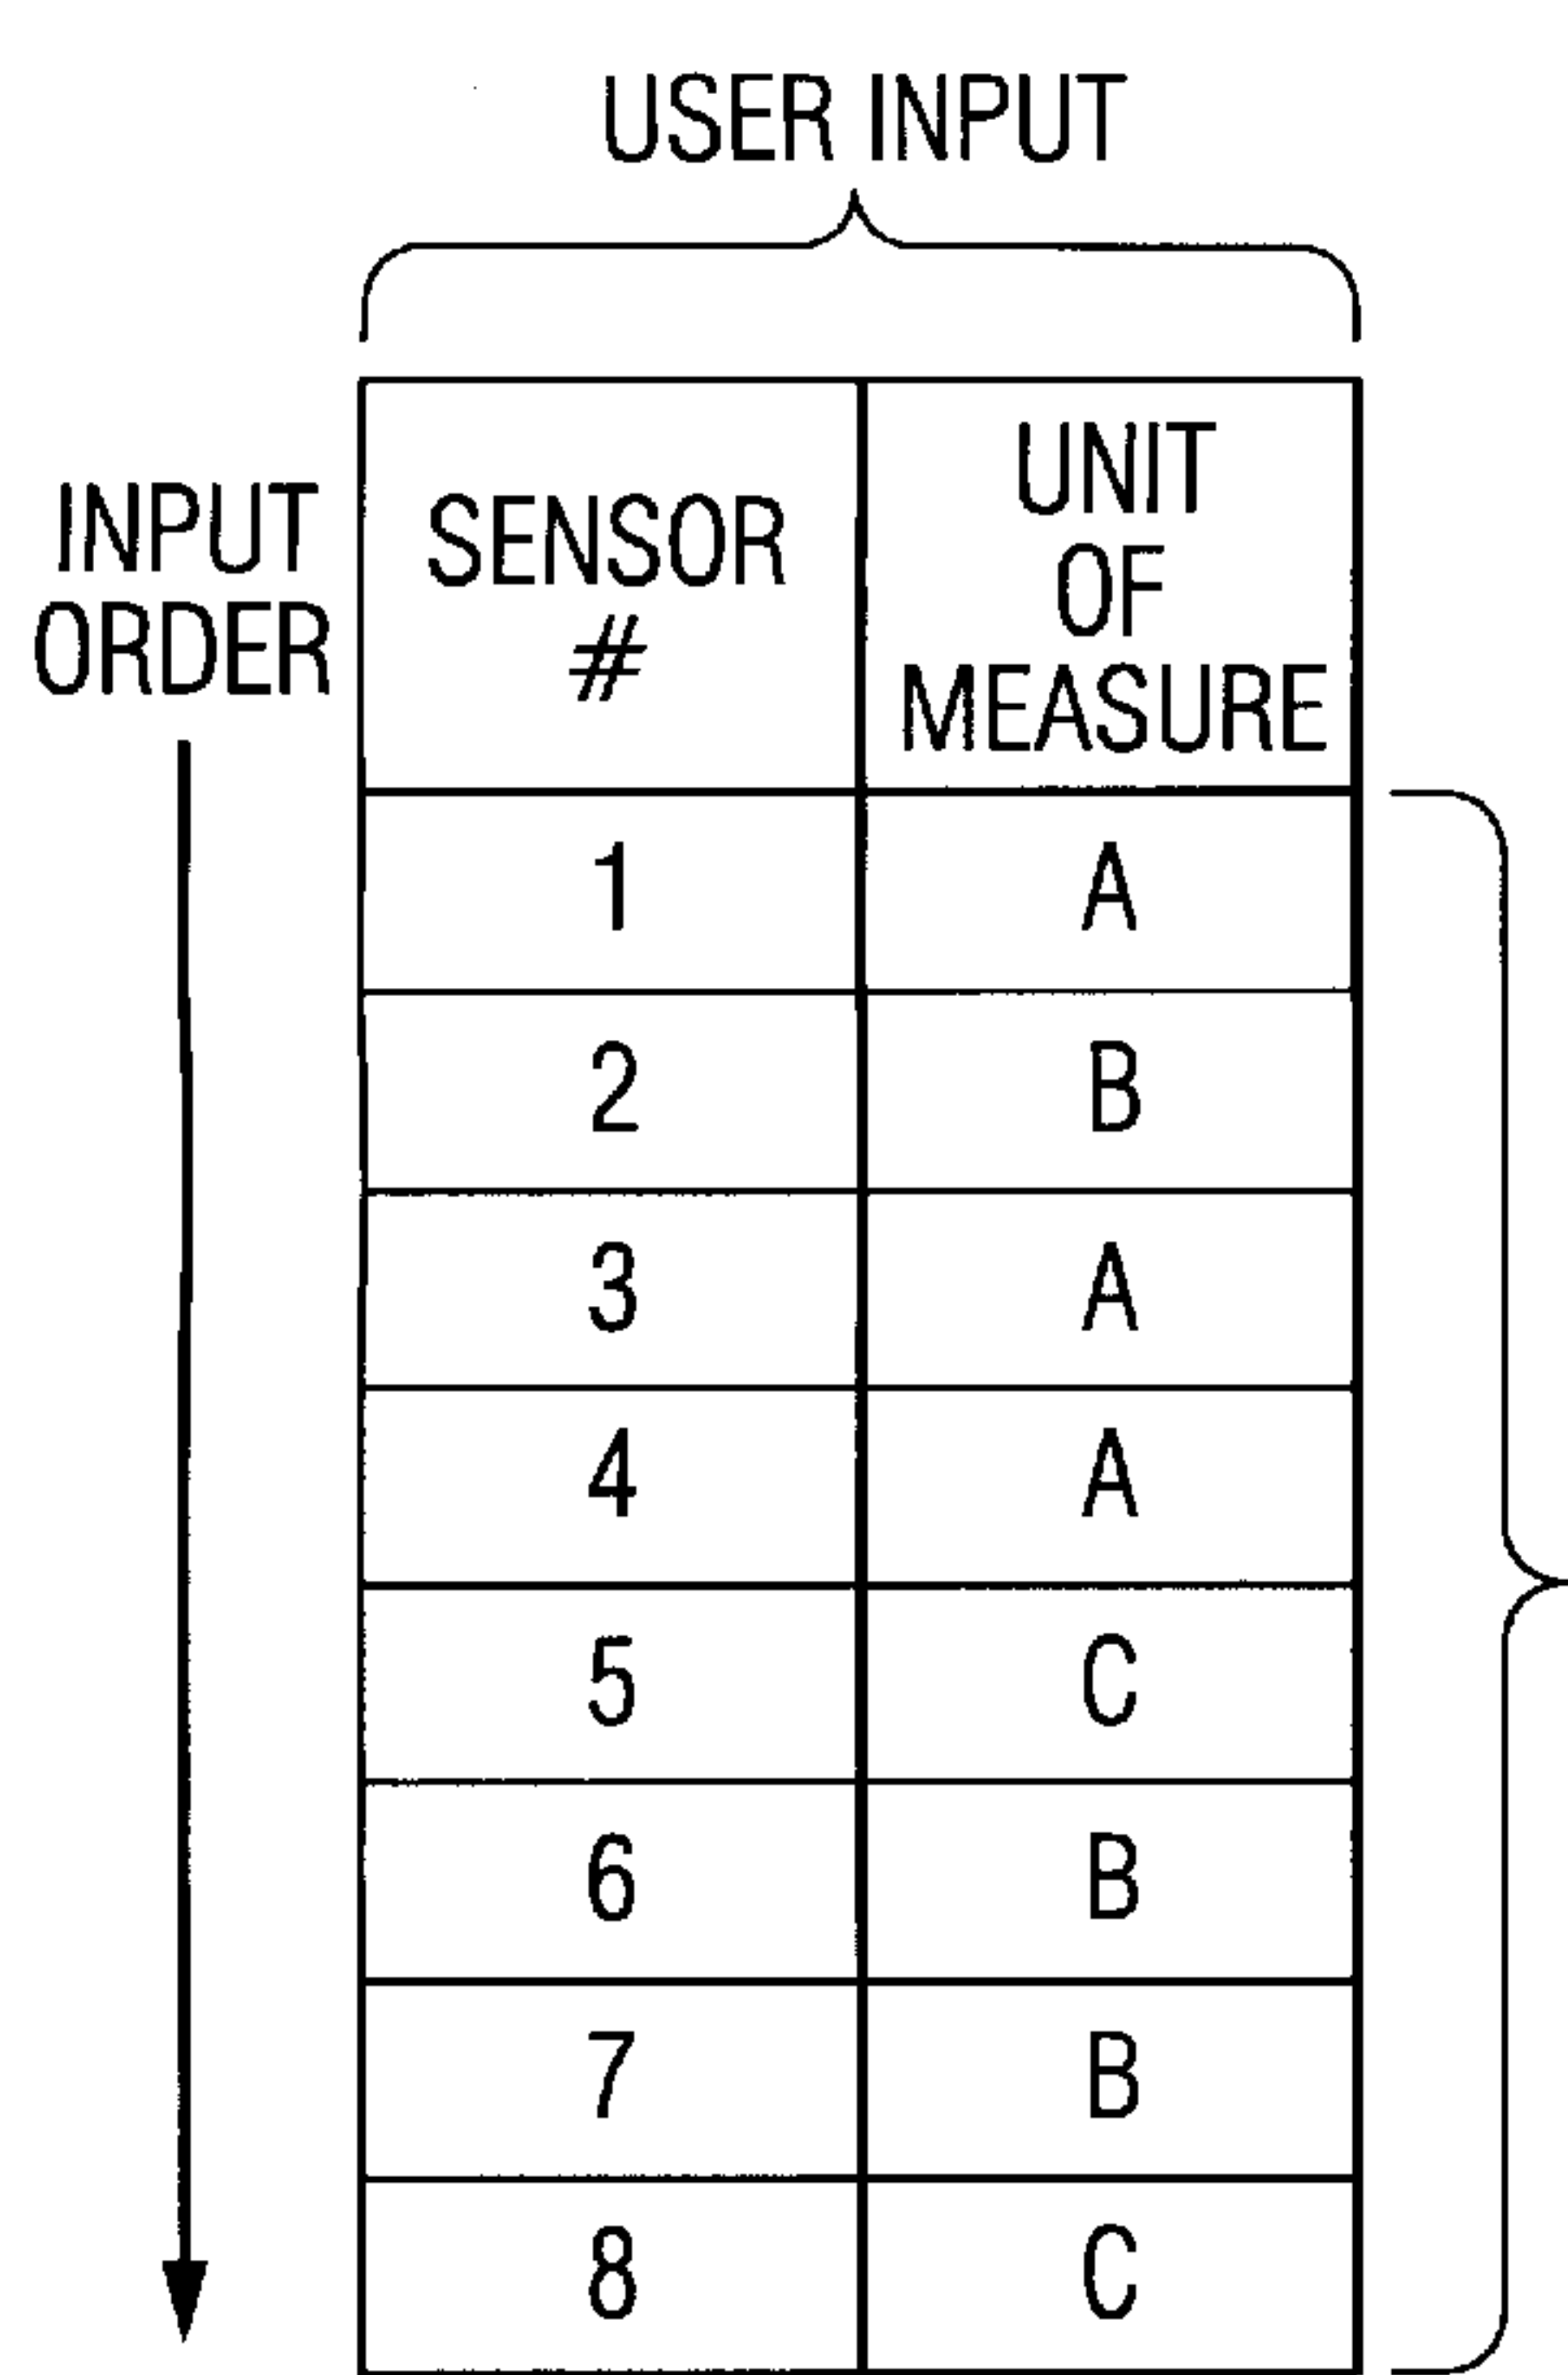 USER INPUT
INPUT
ORDER
SENSOR
#
UNIT
OF
MEASURE
1 A
2 B
3 A
4 A
5 C
6 B
7 B
8 C